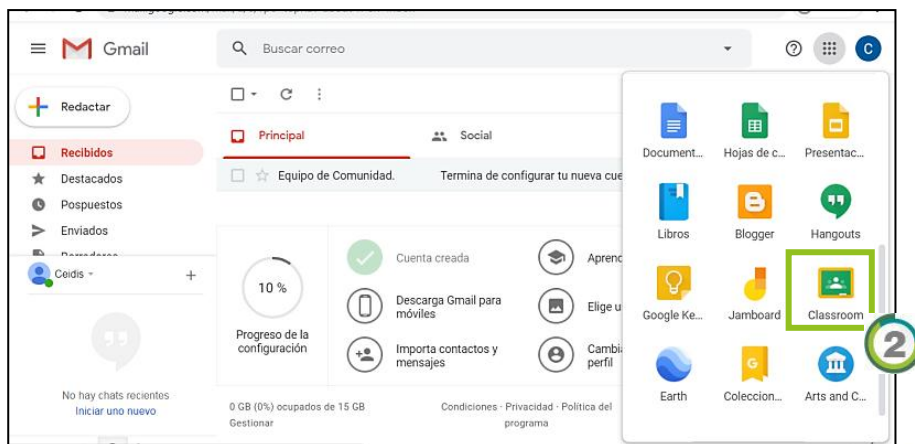 Gmail
Buscar correo
C
Redactar
Recibidos
Destacados
Pospuestos
Enviados
Ceidis
No hay chats recientes
Iniciar uno nuevo
Principal
Social
Equipo de Comunidad.
Termina de configurar tu nueva cue
10 %
Progreso de la
configuración
Cuenta creada
Descarga Gmail para
móviles
Importa contactos y
mensajes
Aprend
Elige u
Cambia
perfil
0 GB (0%) ocupados de 15 GB
Gestionar
Condiciones · Privacidad · Política del
programa
Document...
Hojas de c...
Presentac...
Libros
Blogger
Hangouts
Google Ke...
Jamboard
Classroom
2
Earth
Coleccion...
Arts and C...